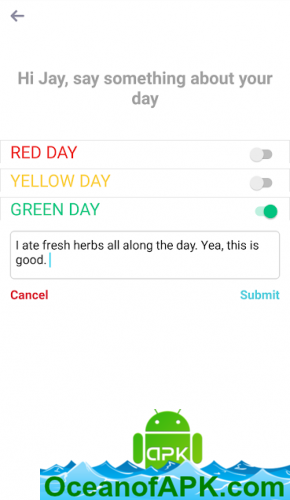 Hi Jay, say something about your
day
RED DAY
YELLOW DAY
GREEN DAY
I ate fresh herbs all along the day. Yea, this is
good.
Cancel
Submit
APK
OceanofAPK.com